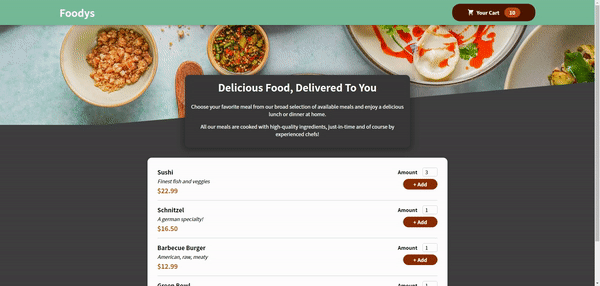 Foodys
Your Cart 10
Delicious Food, Delivered To You
Choose your favorite meal from our broad selection of available meals and enjoy a delicious
lunch or dinner at home.
All our meals are cooked with high-quality ingredients, just-in-time and of course by
experienced chefs!
Sushi
Finest fish and veggies
$22.99
Amount 3
+ Add
Schnitzel
A german specialty!
$16.50
Amount 1
+ Add
Barbecue Burger
American, raw, meaty
$12.99
Amount 1
+ Add
Green Bowl
Amount 1